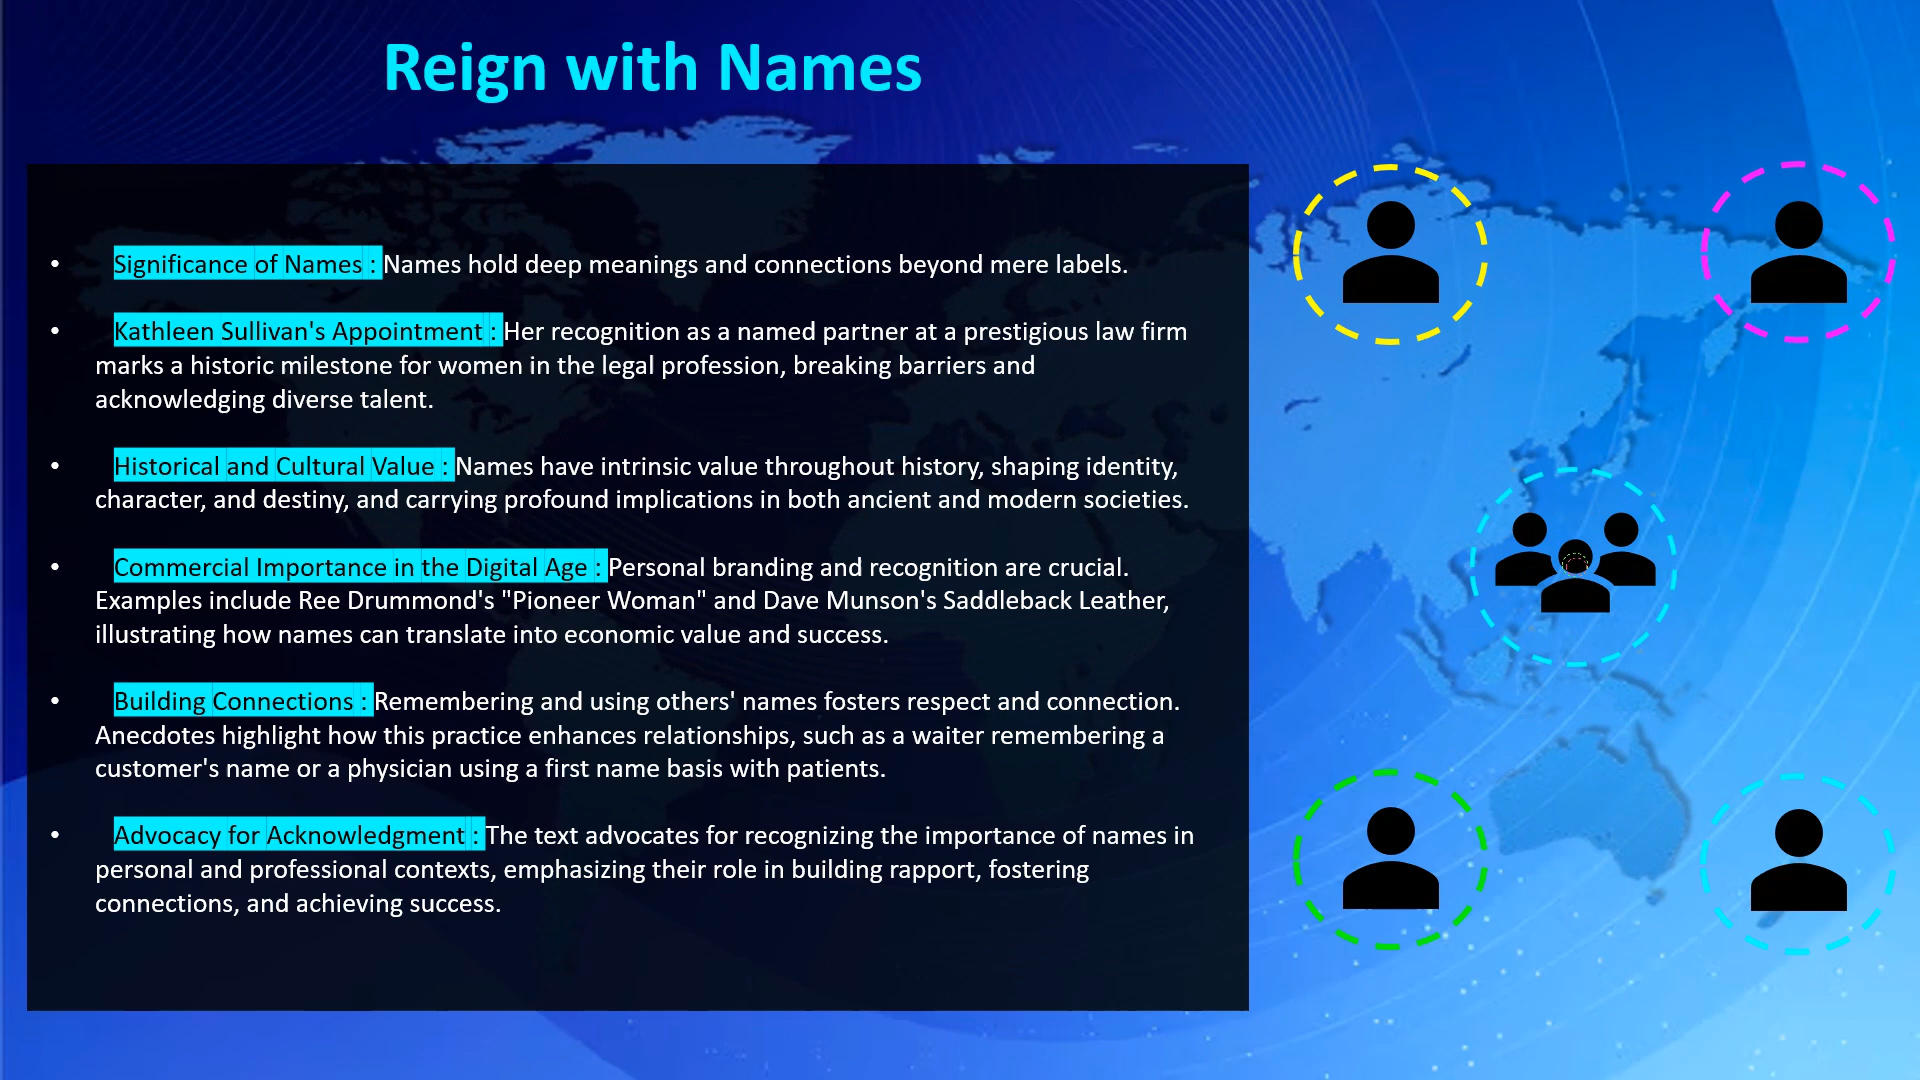 Reign with Names
• Significance of Names : Names hold deep meanings and connections beyond mere labels.
• Kathleen Sullivan's Appointment : Her recognition as a named partner at a prestigious law firm
marks a historic milestone for women in the legal profession, breaking barriers and
acknowledging diverse talent.
• Historical and Cultural Value : Names have intrinsic value throughout history, shaping identity,
character, and destiny, and carrying profound implications in both ancient and modern societies.
• Commercial Importance in the Digital Age : Personal branding and recognition are crucial.
Examples include Ree Drummond's "Pioneer Woman" and Dave Munson's Saddleback Leather,
illustrating how names can translate into economic value and success.
• Building Connections : Remembering and using others' names fosters respect and connection.
Anecdotes highlight how this practice enhances relationships, such as a waiter remembering a
customer's name or a physician using a first name basis with patients.
• Advocacy for Acknowledgment : The text advocates for recognizing the importance of names in
personal and professional contexts, emphasizing their role in building rapport, fostering
connections, and achieving success.